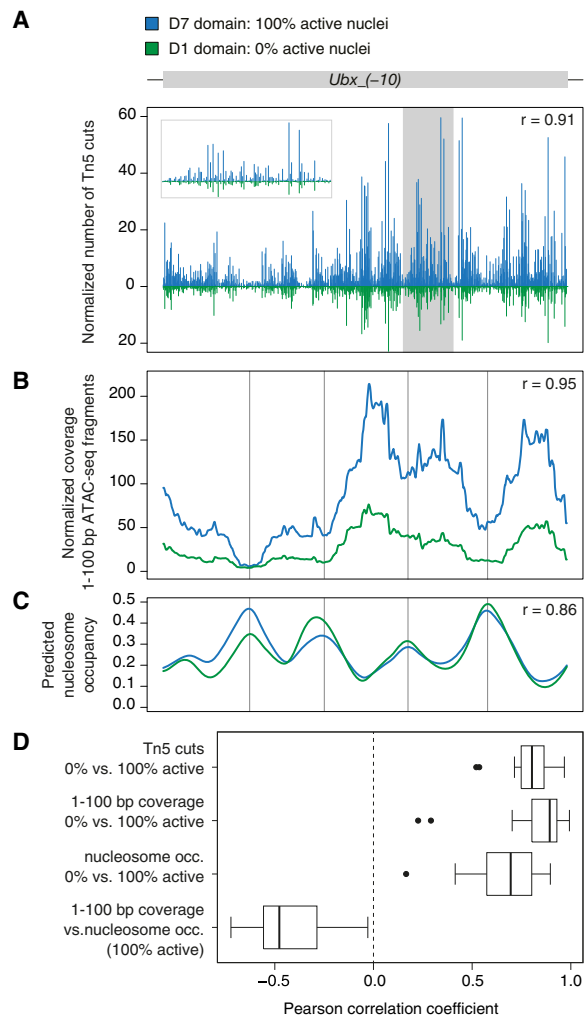 A
D7 domain: 100% active nuclei
D1 domain: 0% active nuclei
Ubx_(−10)
Normalized number of Tn5 cuts
60
40
20
0
20
r = 0.91
B
Normalized coverage
1-100 bp ATAC-seq fragments
200
150
100
50
0
r = 0.95
C
Predicted
nucleosome
occupancy
0.5
0.4
0.3
0.2
0.1
0.0
r = 0.86
D
Tn5 cuts
0% vs. 100% active
1-100 bp coverage
0% vs. 100% active
nucleosome occ.
0% vs. 100% active
1-100 bp coverage
vs.nucleosome occ.
(100% active)
−0.5
0.0
0.5
1.0
Pearson correlation coefficient